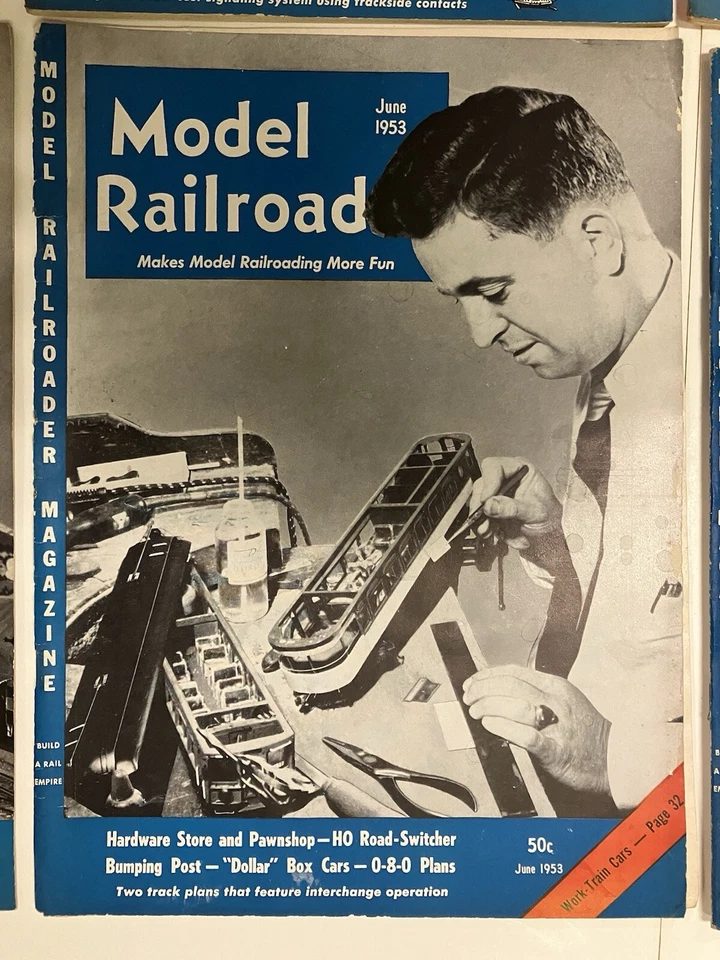 signaling system using trackside contacts
MODEL RAILROADER MAGAZINE
BUILD
A RAIL
EMPIRE
June
1953
Model
Railroad
Makes Model Railroading More Fun
Hardware Store and Pawnshop — HO Road-Switcher
Bumping Post — "Dollar" Box Cars — 0-8-0 Plans
Two track plans that feature interchange operation
50c
June 1953
Work-Train Cars — Page 32